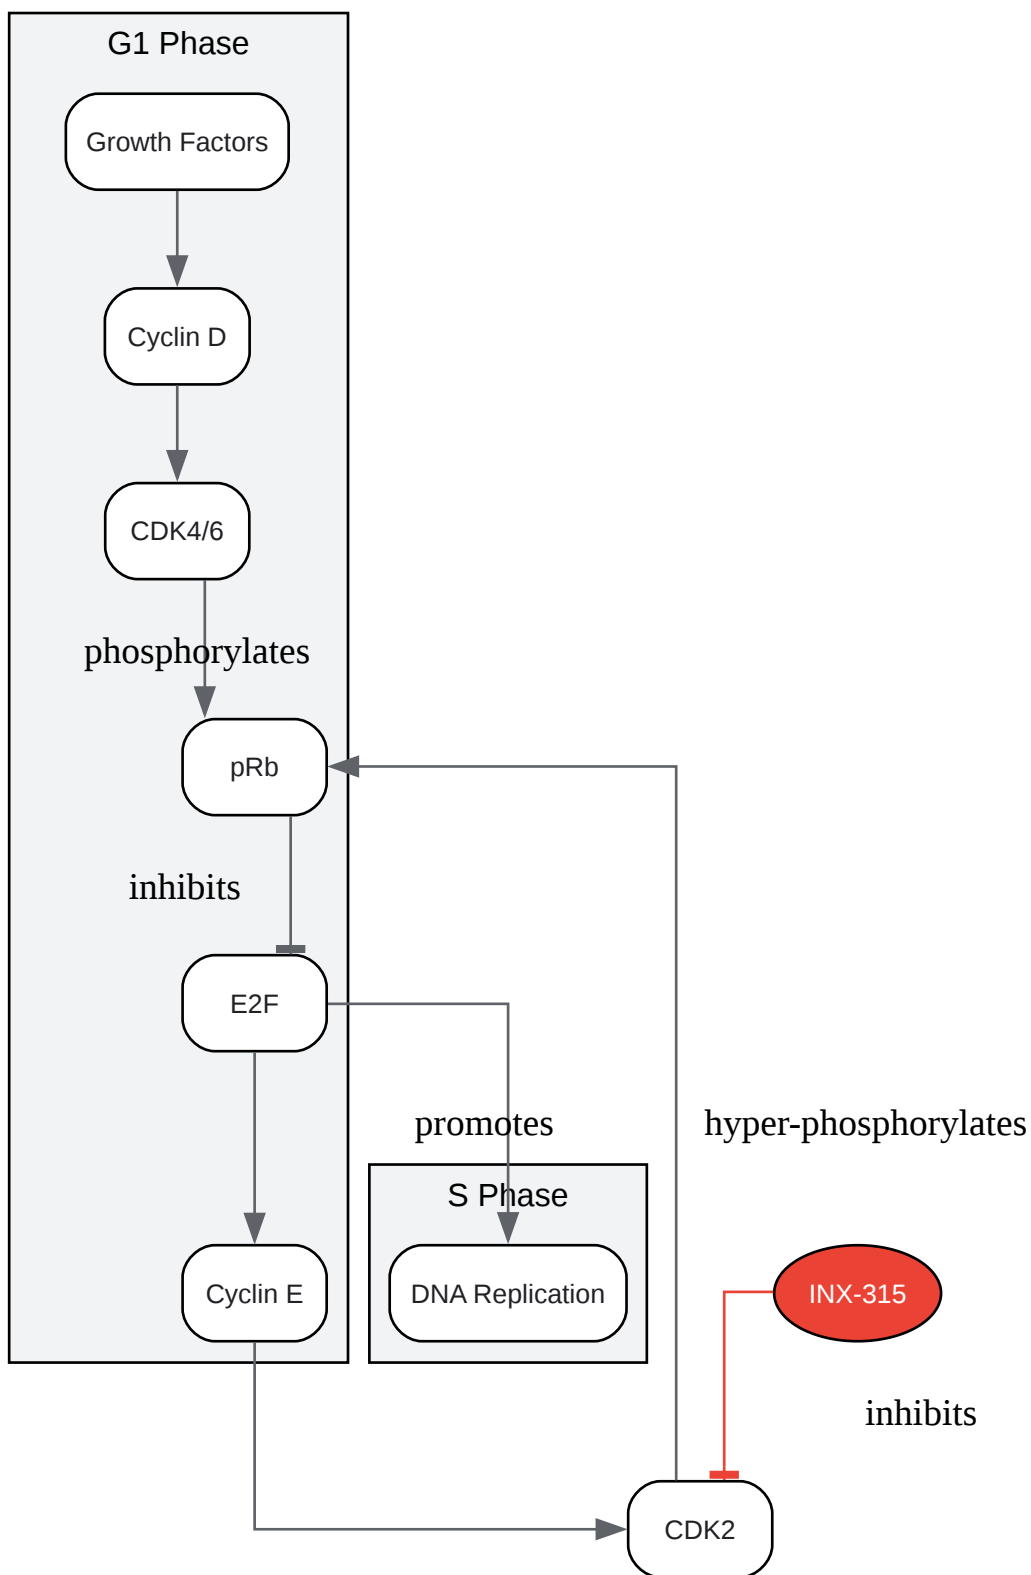 G1 Phase
Growth Factors
Cyclin D
CDK4/6
phosphorylates
pRb
inhibits
E2F
promotes
hyper-phosphorylates
S Phase
Cyclin E
DNA Replication
INX-315
inhibits
CDK2